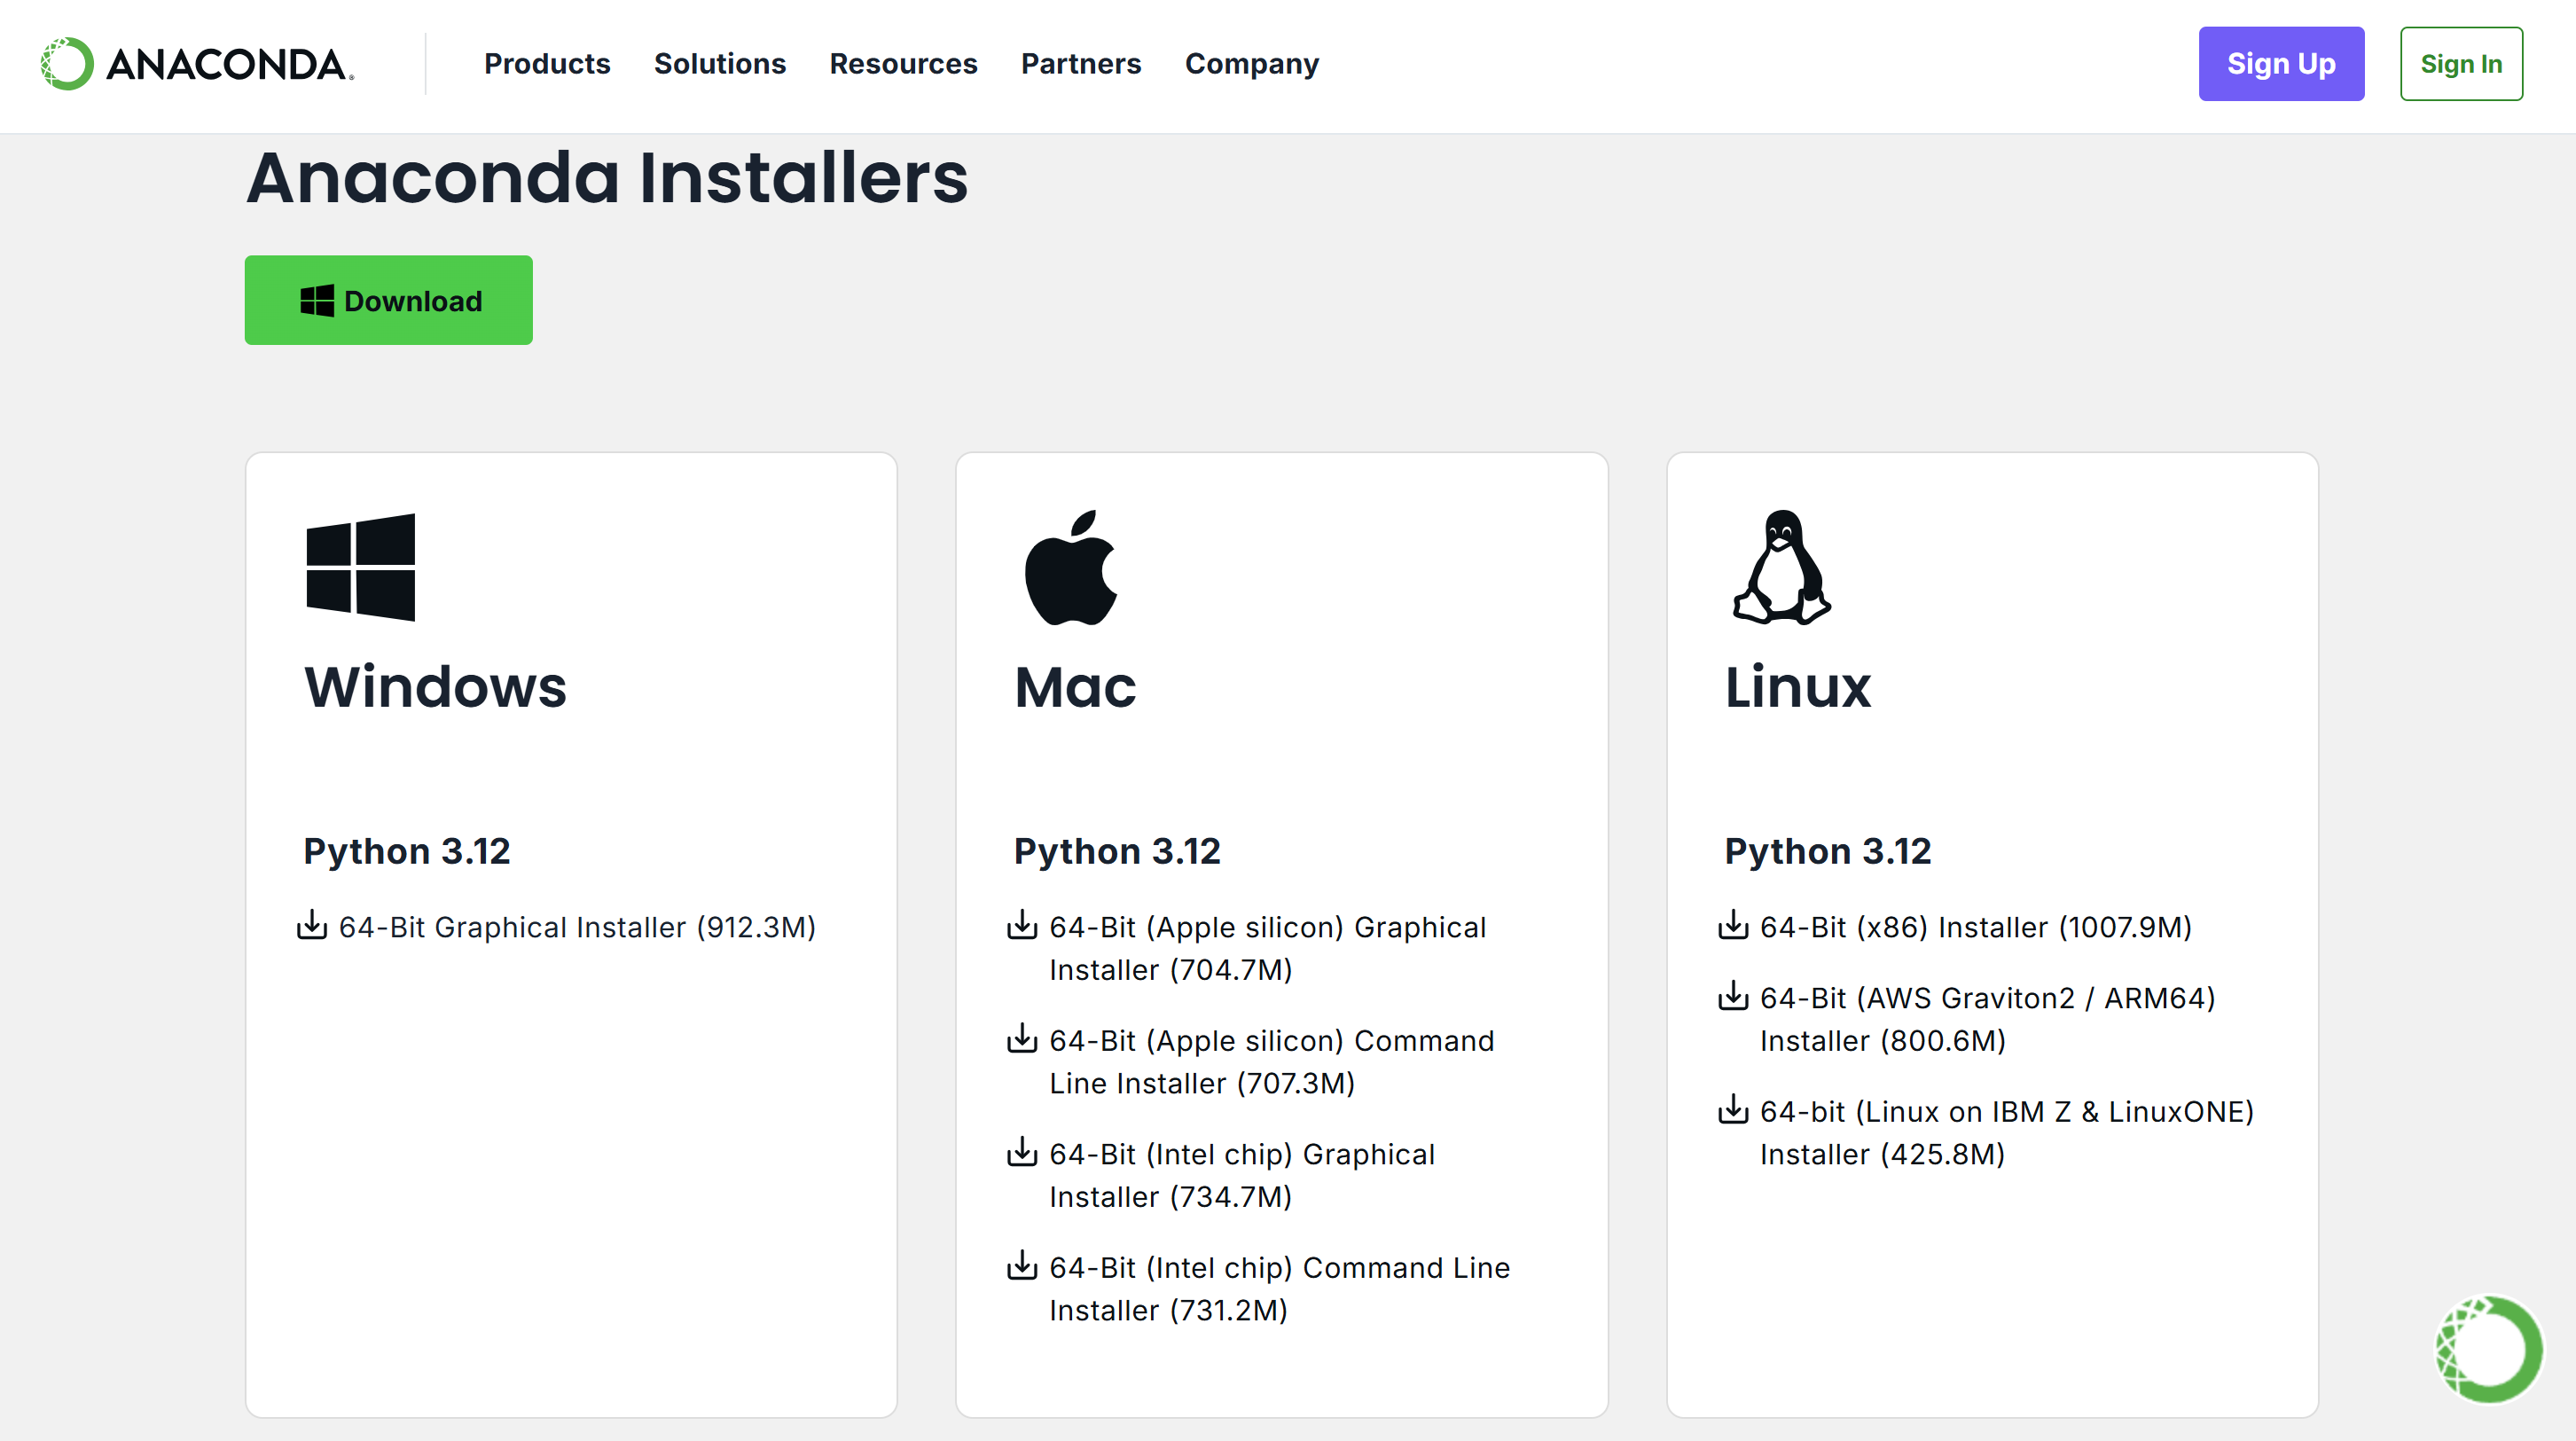 ANACONDA.
Products
Solutions
Resources
Partners
Company
Sign Up
Sign In
Anaconda Installers
Download
Windows
Python 3.12
64-Bit Graphical Installer (912.3M)
Mac
Python 3.12
64-Bit (Apple silicon) Graphical
Installer (704.7M)
64-Bit (Apple silicon) Command
Line Installer (707.3M)
64-Bit (Intel chip) Graphical
Installer (734.7M)
64-Bit (Intel chip) Command Line
Installer (731.2M)
Linux
Python 3.12
64-Bit (x86) Installer (1007.9M)
64-Bit (AWS Graviton2 / ARM64)
Installer (800.6M)
64-bit (Linux on IBM Z & LinuxONE)
Installer (425.8M)